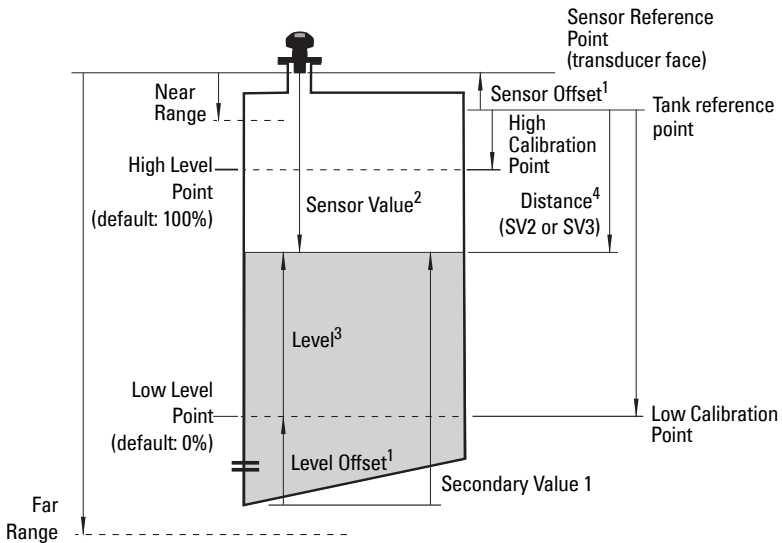 Sensor Reference
Point
(transducer face)
Near
Range
Sensor Offset¹
Tank reference
point
High
Calibration
Point
High Level
Point
(default: 100%)
Sensor Value²
Distance⁴
(SV2 or SV3)
Level³
Low Level
Point
(default: 0%)
Low Calibration
Point
Level Offset¹
Secondary Value 1
Far
Range